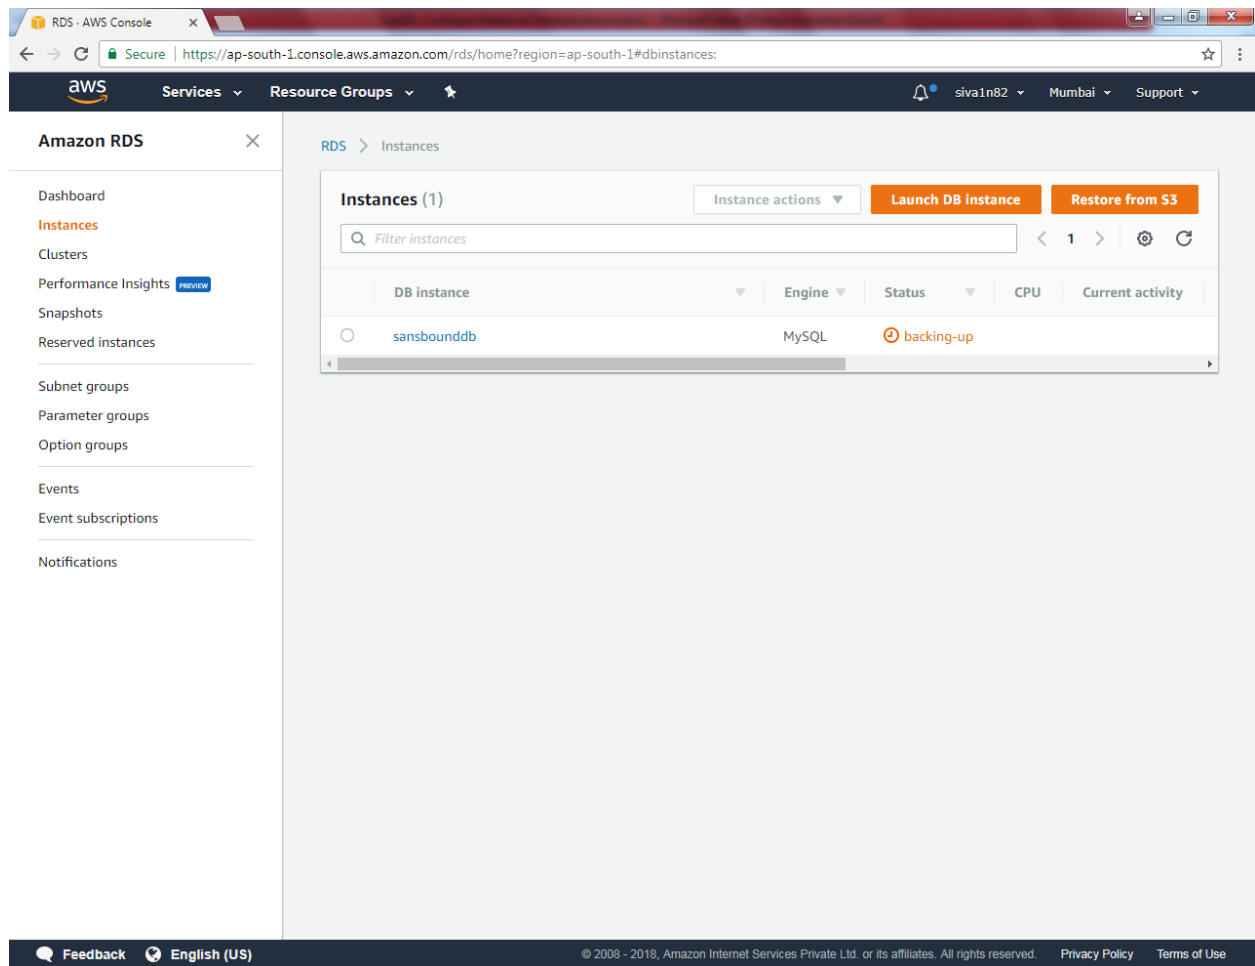 RDS · AWS Console
Secure | https://ap-south-1.console.aws.amazon.com/rds/home?region=ap-south-1#dbinstances:
aws Services Resource Groups siva1n82 Mumbai Support
Amazon RDS
Dashboard
Instances
Clusters
Performance Insights PREVIEW
Snapshots
Reserved instances
Subnet groups
Parameter groups
Option groups
Events
Event subscriptions
Notifications
RDS > Instances
Instances (1) Instance actions Launch DB instance Restore from S3
Filter instances < 1 >
DB instance Engine Status CPU Current activity
sansbounddb MySQL backing-up
Feedback English (US) © 2008 - 2018, Amazon Internet Services Private Ltd. or its affiliates. All rights reserved. Privacy Policy Terms of Use